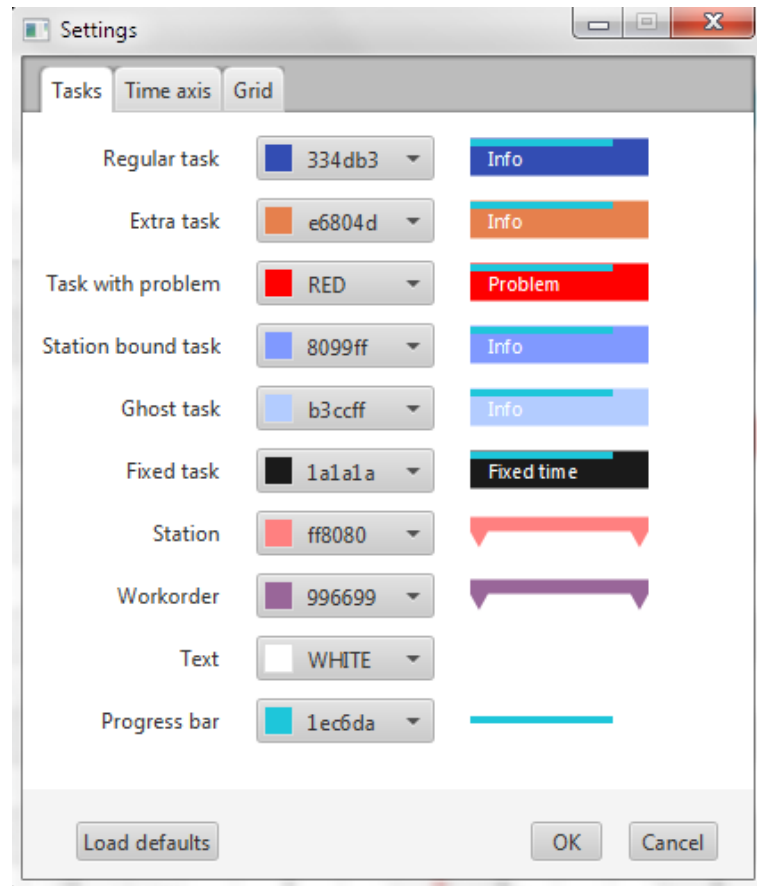 Settings
Tasks Time axis Grid
Regular task 334db3 Info
Extra task e6804d Info
Task with problem RED Problem
Station bound task 8099ff Info
Ghost task b3ccff Info
Fixed task 1a1a1a Fixed time
Station ff8080
Workorder 996699
Text WHITE
Progress bar 1ec6da
Load defaults OK Cancel